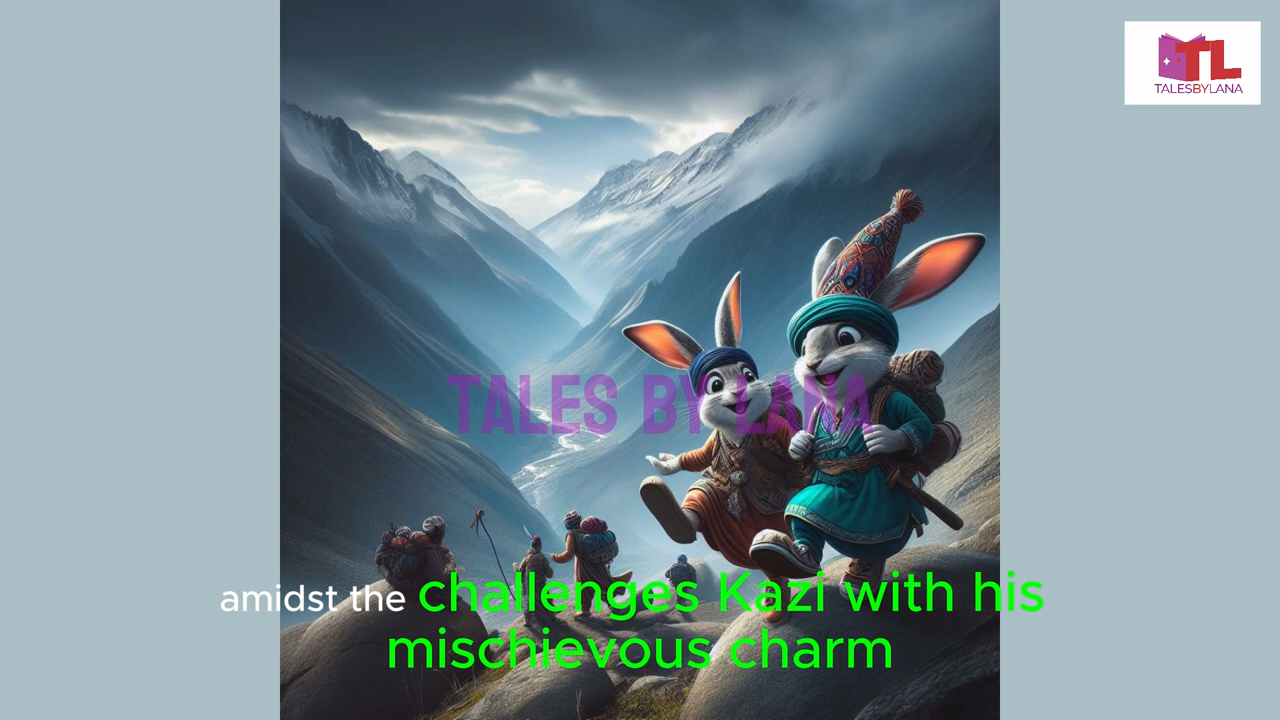 TL
TALESBYLANA
TALES BY LANA
amidst the challenges Kazi with his
mischievous charm